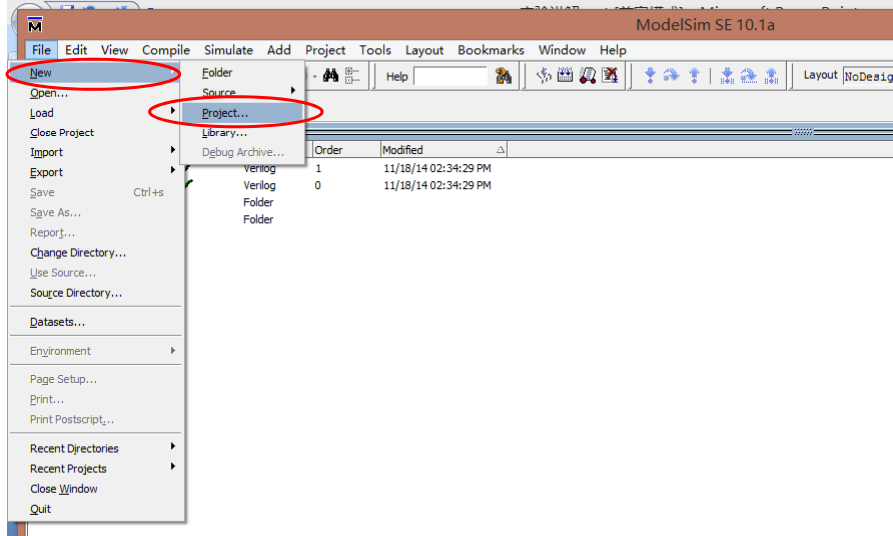 ModelSim SE 10.1a
File Edit View Compile Simulate Add Project Tools Layout Bookmarks Window Help
New
Open...
Load
Close Project
Import
Export
Save Ctrl+s
Save As...
Report...
Change Directory...
Use Source...
Source Directory...
Datasets...
Environment
Page Setup...
Print...
Print Postscript...
Recent Directories
Recent Projects
Close Window
Quit
Folder
Source
Project...
Library...
Debug Archive...
Help
Layout NoDesig
Order Modified
Verilog 1 11/18/14 02:34:29 PM
Verilog 0 11/18/14 02:34:29 PM
Folder
Folder